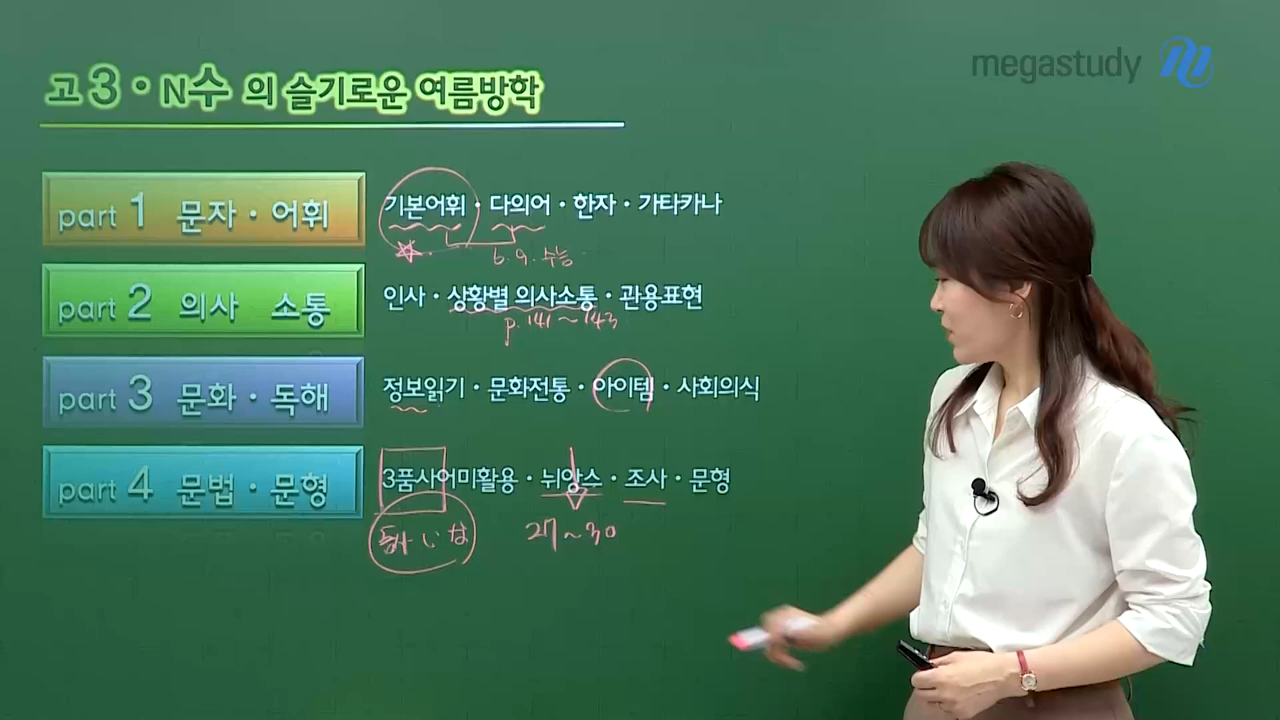 megastudy
고3·N수 의 슬기로운 여름방학
part 1 문자·어휘
기본어휘·다의어·한자·가타카나
6.9.수능
part 2 의사 소통
인사·상황별 의사소통·관용표현
p.141~143
part 3 문화·독해
정보읽기·문화전통·아이템·사회의식
part 4 문법·문형
3품사어미활용·뉘앙스·조사·문형
동사·い な
27~30